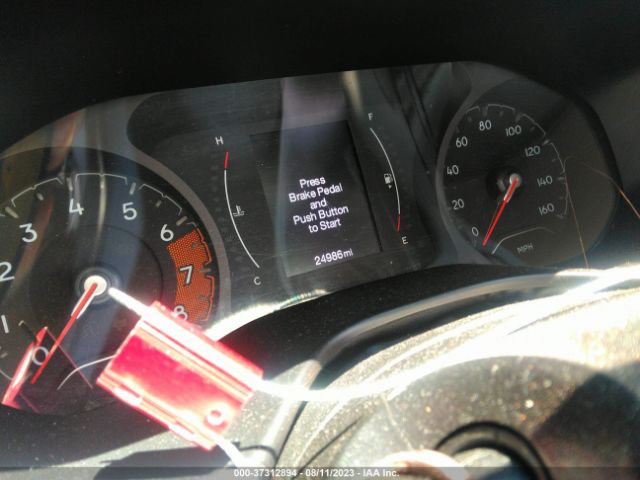 H
F
Press
Brake Pedal
and
Push Button
to Start
24986 mi
C
E
0
1
2
3
4
5
6
7
8
0
20
40
60
80
100
120
140
160
MPH
000-37312894 - 08/11/2023 - IAA Inc.